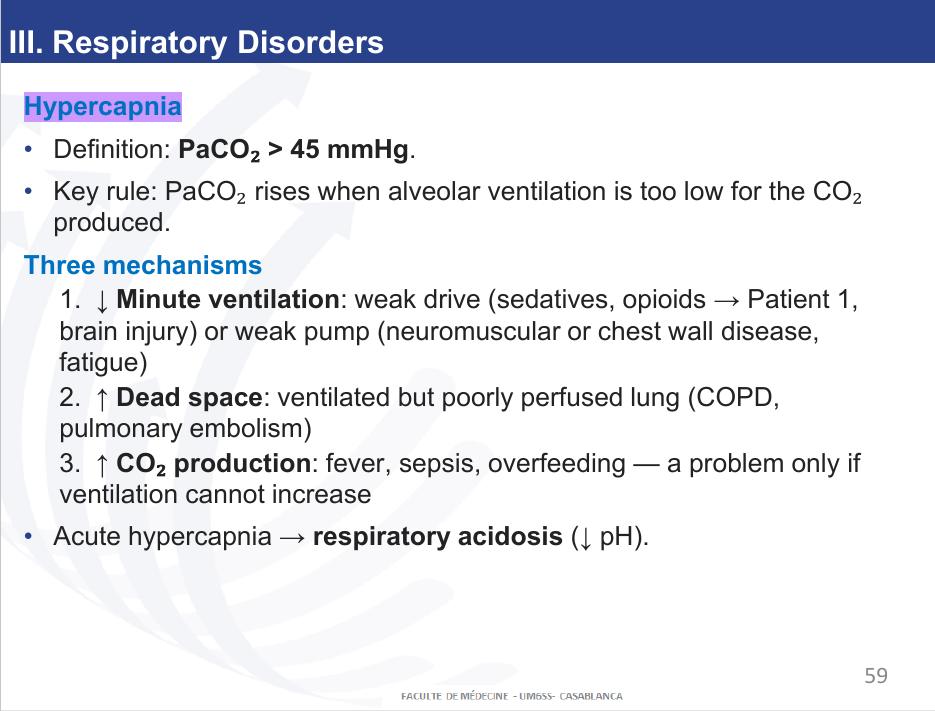 III. Respiratory Disorders
Hypercapnia
• Definition: PaCO₂ > 45 mmHg.
• Key rule: PaCO₂ rises when alveolar ventilation is too low for the CO₂
produced.
Three mechanisms
1. ↓ Minute ventilation: weak drive (sedatives, opioids → Patient 1,
brain injury) or weak pump (neuromuscular or chest wall disease,
fatigue)
2. ↑ Dead space: ventilated but poorly perfused lung (COPD,
pulmonary embolism)
3. ↑ CO₂ production: fever, sepsis, overfeeding — a problem only if
ventilation cannot increase
• Acute hypercapnia → respiratory acidosis (↓ pH).
59
FACULTE DE MÉDECINE - UM6SS- CASABLANCA